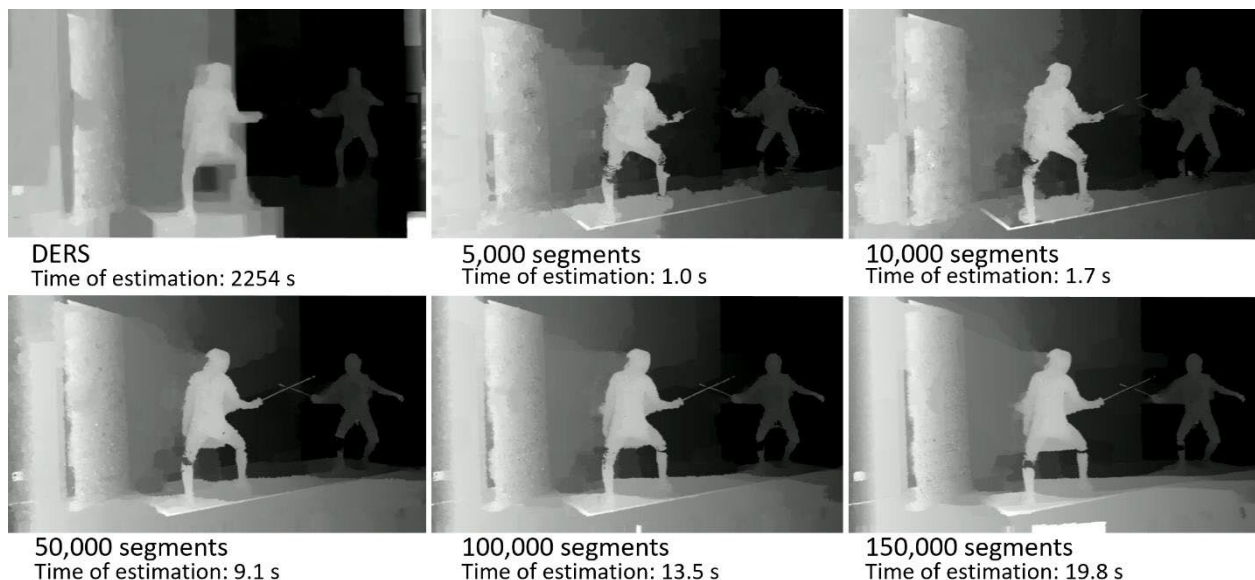 DERS
Time of estimation: 2254 s
5,000 segments
Time of estimation: 1.0 s
10,000 segments
Time of estimation: 1.7 s
50,000 segments
Time of estimation: 9.1 s
100,000 segments
Time of estimation: 13.5 s
150,000 segments
Time of estimation: 19.8 s